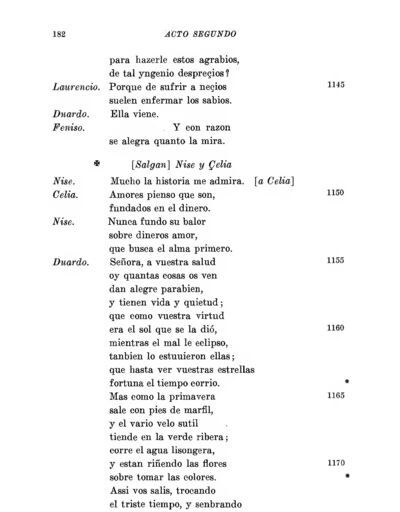 182 ACTO SEGUNDO
para hazerle estos agrabios,
de tal yngenio despreçios?
Laurencio. Porque de sufrir a neçios 1145
suelen enfermar los sabios.
Duardo. Ella viene.
Feniso. Y con razon
se alegra quanto la mira.
✠ [Salgan] Nise y Çelia
Nise. Mucho la historia me admira. [a Celia]
Celia. Amores pienso que son, 1150
fundados en el dinero.
Nise. Nunca fundo su balor
sobre dineros amor,
que busca el alma primero.
Duardo. Señora, a vuestra salud 1155
oy quantas cosas os ven
dan alegre parabien,
y tienen vida y quietud;
que como vuestra virtud
era el sol que se la dió, 1160
mientras el mal le eclipso,
tanbien lo estuuieron ellas;
que hasta ver vuestras estrellas
fortuna el tiempo corrio. *
Mas como la primavera 1165
sale con pies de marfil,
y el vario velo sutil
tiende en la verde ribera;
corre el agua lisongera,
y estan riñendo las flores 1170
sobre tomar las colores. *
Assi vos salis, trocando
el triste tiempo, y senbrando